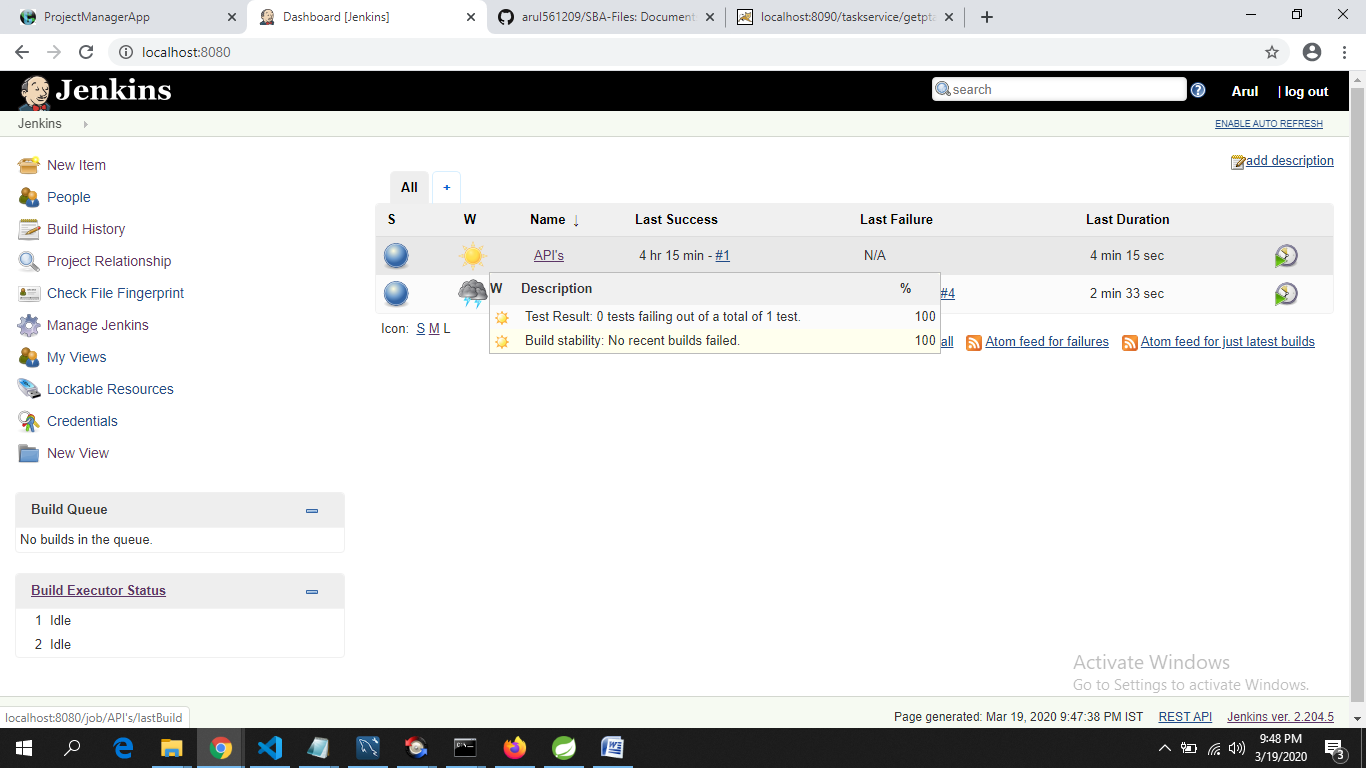 ProjectManagerApp
Dashboard [Jenkins]
arul561209/SBA-Files: Document
localhost:8090/taskservice/getpta
localhost:8080
Jenkins
search
Arul
| log out
Jenkins
ENABLE AUTO REFRESH
New Item
People
Build History
Project Relationship
Check File Fingerprint
Manage Jenkins
My Views
Lockable Resources
Credentials
New View
add description
All +
S W Name ↓ Last Success Last Failure Last Duration
API's 4 hr 15 min - #1 N/A 4 min 15 sec
#4 2 min 33 sec
W Description %
Test Result: 0 tests failing out of a total of 1 test. 100
Build stability: No recent builds failed. 100
Icon: S M L
all Atom feed for failures Atom feed for just latest builds
Build Queue
No builds in the queue.
Build Executor Status
1 Idle
2 Idle
Activate Windows
Go to Settings to activate Windows.
localhost:8080/job/API's/lastBuild
Page generated: Mar 19, 2020 9:47:38 PM IST REST API Jenkins ver. 2.204.5
9:48 PM
3/19/2020
3